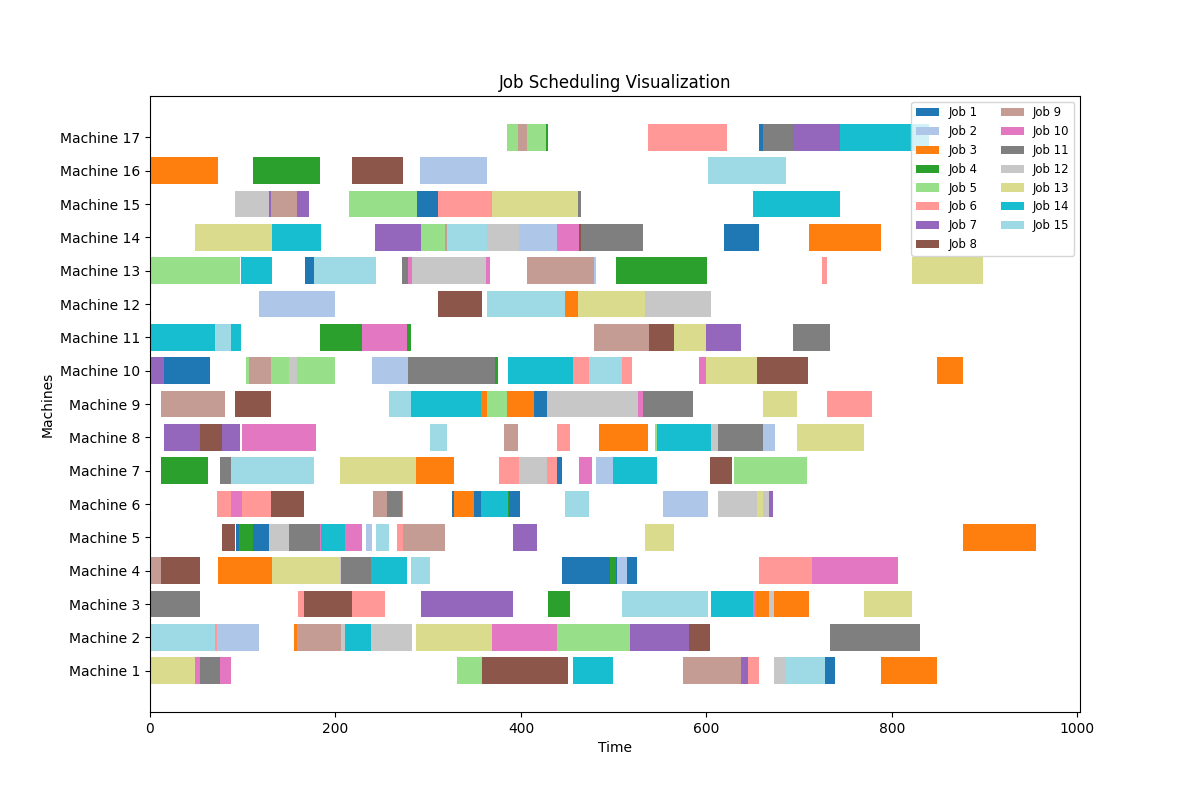 Job Scheduling Visualization
Machine 17
Machine 16
Machine 15
Machine 14
Machine 13
Machine 12
Machine 11
Machine 10
Machine 9
Machine 8
Machine 7
Machine 6
Machine 5
Machine 4
Machine 3
Machine 2
Machine 1
Machines
0 200 400 600 800 1000
Time
Job 1
Job 2
Job 3
Job 4
Job 5
Job 6
Job 7
Job 8
Job 9
Job 10
Job 11
Job 12
Job 13
Job 14
Job 15